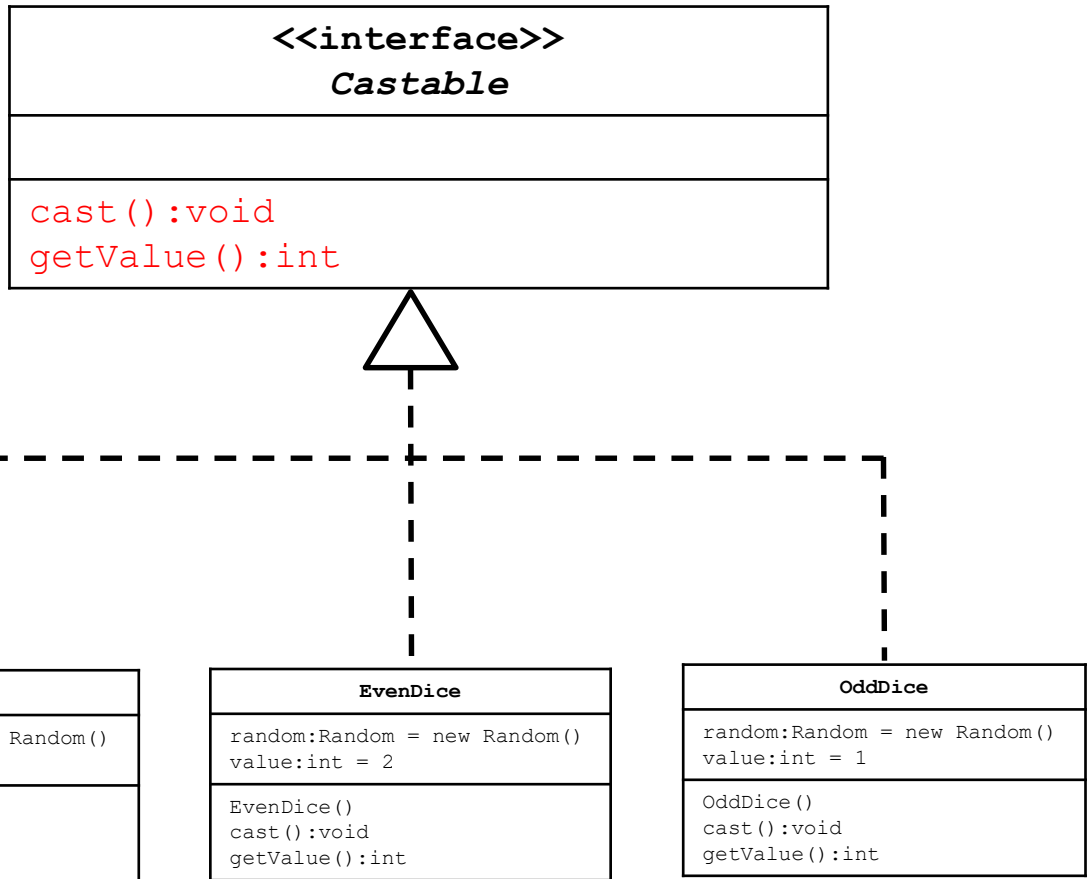 <<interface>>
Castable
cast():void
getValue():int
Random()
EvenDice
random:Random = new Random()
value:int = 2
EvenDice()
cast():void
getValue():int
OddDice
random:Random = new Random()
value:int = 1
OddDice()
cast():void
getValue():int